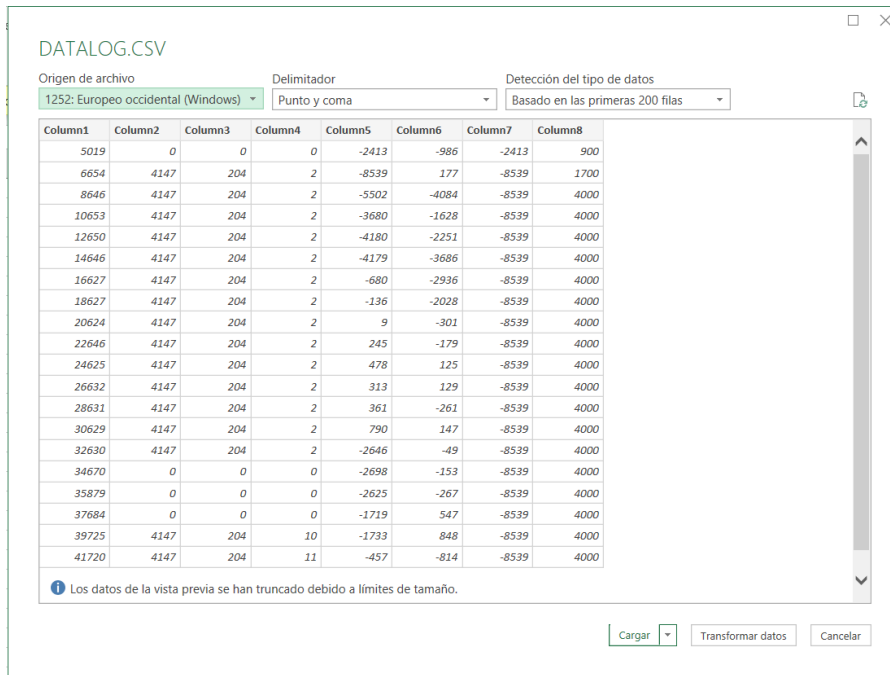 DATALOG.CSV
Origen de archivo Delimitador Detección del tipo de datos
1252: Europeo occidental (Windows) Punto y coma Basado en las primeras 200 filas
Column1 Column2 Column3 Column4 Column5 Column6 Column7 Column8
5019 0 0 0 -2413 -986 -2413 900
6654 4147 204 2 -8539 177 -8539 1700
8646 4147 204 2 -5502 -4084 -8539 4000
10653 4147 204 2 -3680 -1628 -8539 4000
12650 4147 204 2 -4180 -2251 -8539 4000
14646 4147 204 2 -4179 -3686 -8539 4000
16627 4147 204 2 -680 -2936 -8539 4000
18627 4147 204 2 -136 -2028 -8539 4000
20624 4147 204 2 9 -301 -8539 4000
22646 4147 204 2 245 -179 -8539 4000
24625 4147 204 2 478 125 -8539 4000
26632 4147 204 2 313 129 -8539 4000
28631 4147 204 2 361 -261 -8539 4000
30629 4147 204 2 790 147 -8539 4000
32630 4147 204 2 -2646 -49 -8539 4000
34670 0 0 0 -2698 -153 -8539 4000
35879 0 0 0 -2625 -267 -8539 4000
37684 0 0 0 -1719 547 -8539 4000
39725 4147 204 10 -1733 848 -8539 4000
41720 4147 204 11 -457 -814 -8539 4000
Los datos de la vista previa se han truncado debido a límites de tamaño.
Cargar Transformar datos Cancelar